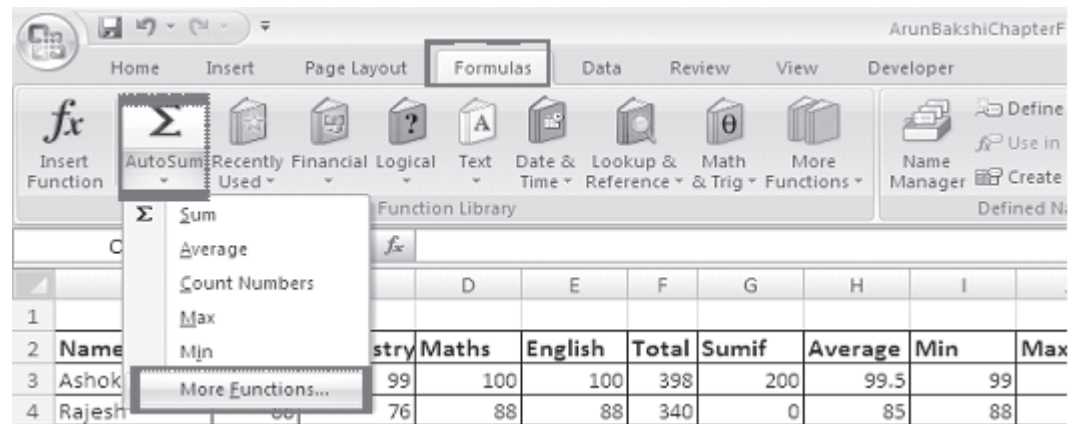 ArunBakshiChapterF
Home Insert Page Layout Formulas Data Review View Developer
fx Σ ? A θ Define
Insert AutoSum Recently Financial Logical Text Date & Lookup & Math More Name Use in
Function Used Time Reference & Trig Functions Manager Create
Function Library Defined Na
Σ Sum
C fx
Average
Count Numbers
D E F G H I
Max
1
Min
2 Name stry Maths English Total Sumif Average Min Max
3 Ashok 99 100 100 398 200 99.5 99
More Functions...
4 Rajesh 76 88 88 340 0 85 88